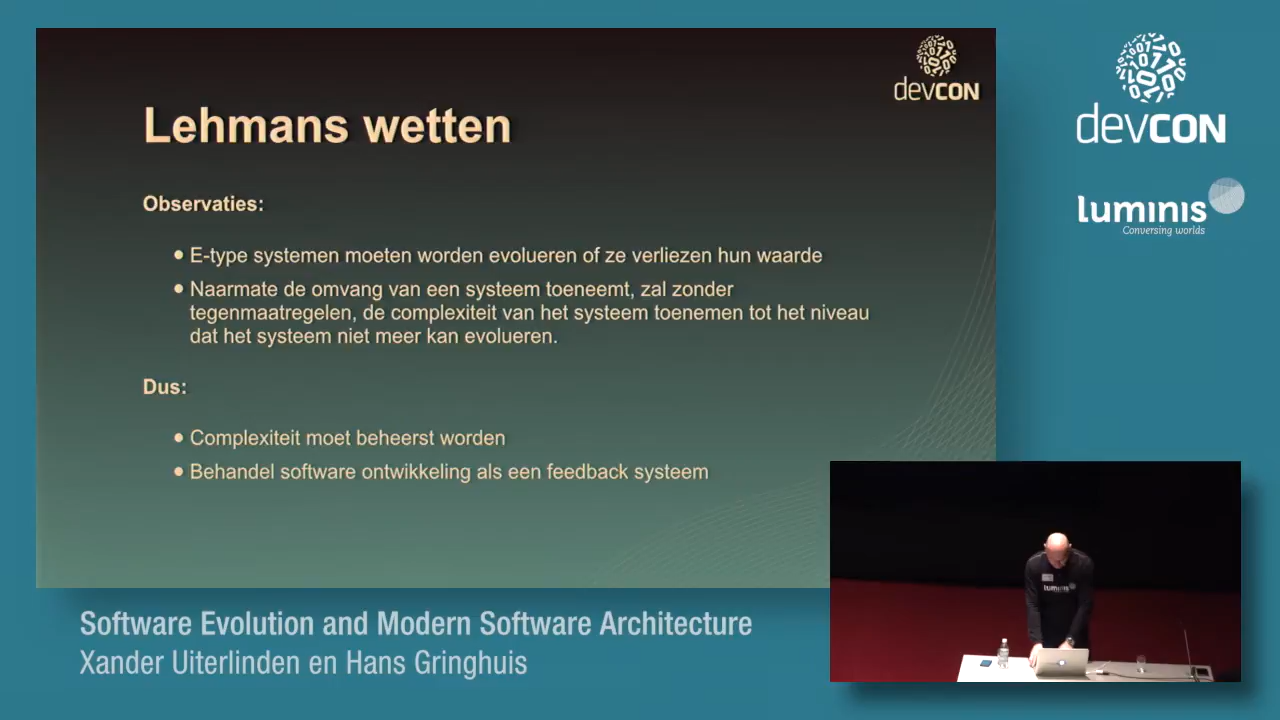 devCON
Lehmans wetten
Observaties:
• E-type systemen moeten worden evolueren of ze verliezen hun waarde
• Naarmate de omvang van een systeem toeneemt, zal zonder
tegenmaatregelen, de complexiteit van het systeem toenemen tot het niveau
dat het systeem niet meer kan evolueren.
Dus:
• Complexiteit moet beheerst worden
• Behandel software ontwikkeling als een feedback systeem
devCON
luminis
Conversing worlds
luminis
Software Evolution and Modern Software Architecture
Xander Uiterlinden en Hans Gringhuis